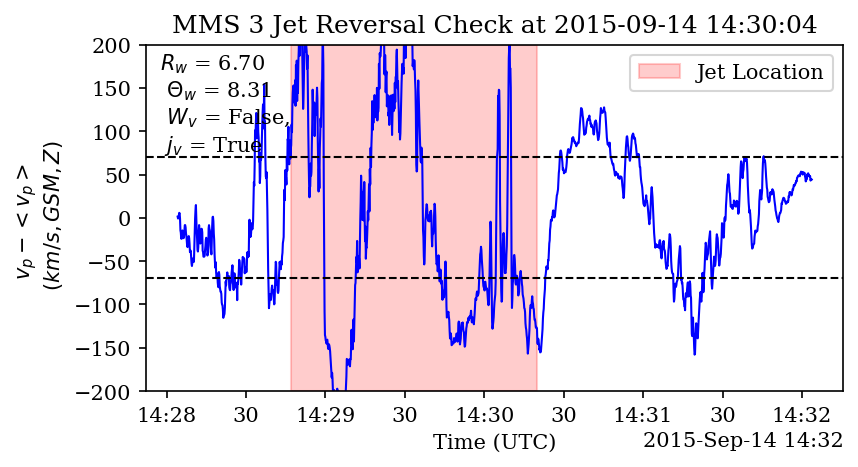 MMS 3 Jet Reversal Check at 2015-09-14 14:30:04
R_w = 6.70
Θ_w = 8.31
W_v = False,
j_v = True
Jet Location
v_p − < v_p >
(km/s, GSM, Z)
200
150
100
50
0
−50
−100
−150
−200
14:28 30 14:29 30 14:30 30 14:31 30 14:32
Time (UTC)
2015-Sep-14 14:32